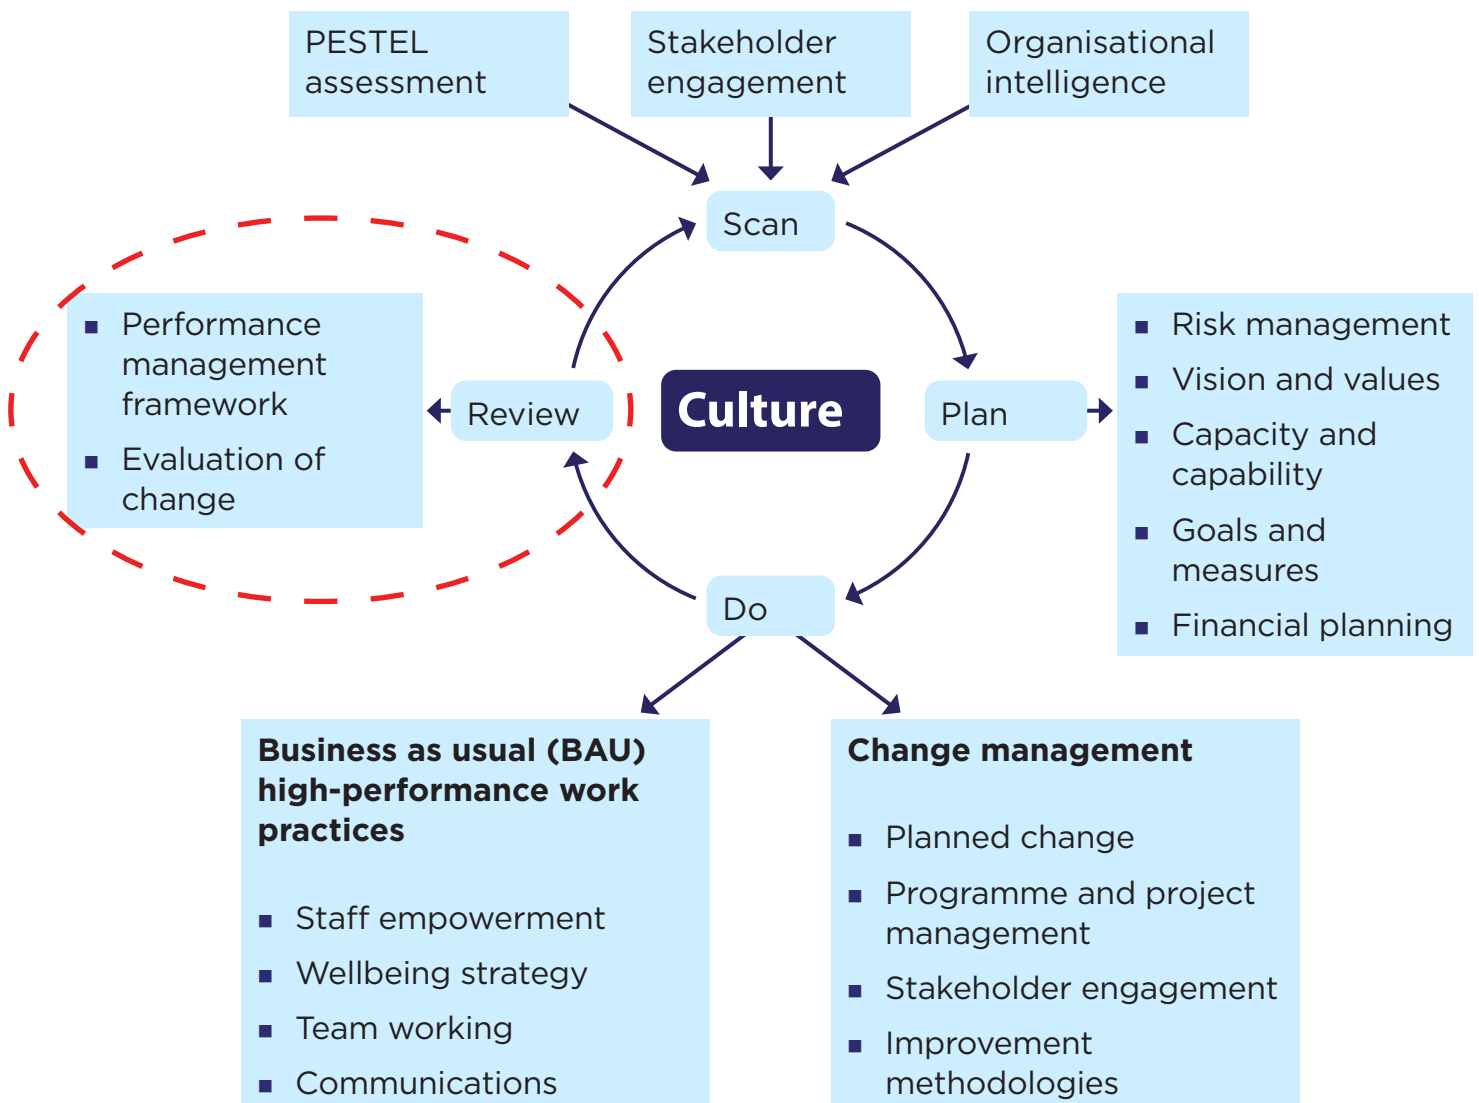 PESTEL
assessment
Stakeholder
engagement
Organisational
intelligence
Scan
Performance
management
framework
Evaluation of
change
Review
Culture
Plan
Risk management
Vision and values
Capacity and
capability
Goals and
measures
Financial planning
Do
Business as usual (BAU)
high-performance work
practices
Staff empowerment
Wellbeing strategy
Team working
Communications
Change management
Planned change
Programme and project
management
Stakeholder engagement
Improvement
methodologies